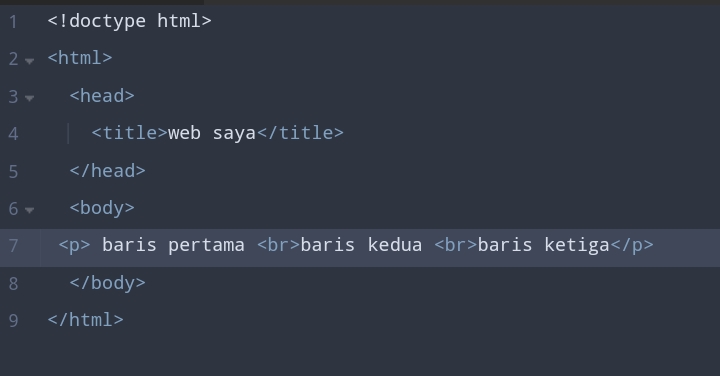 1 <!doctype html>
2 <html>
3 <head>
4 <title>web saya</title>
5 </head>
6 <body>
7 <p> baris pertama <br>baris kedua <br>baris ketiga</p>
8 </body>
9 </html>